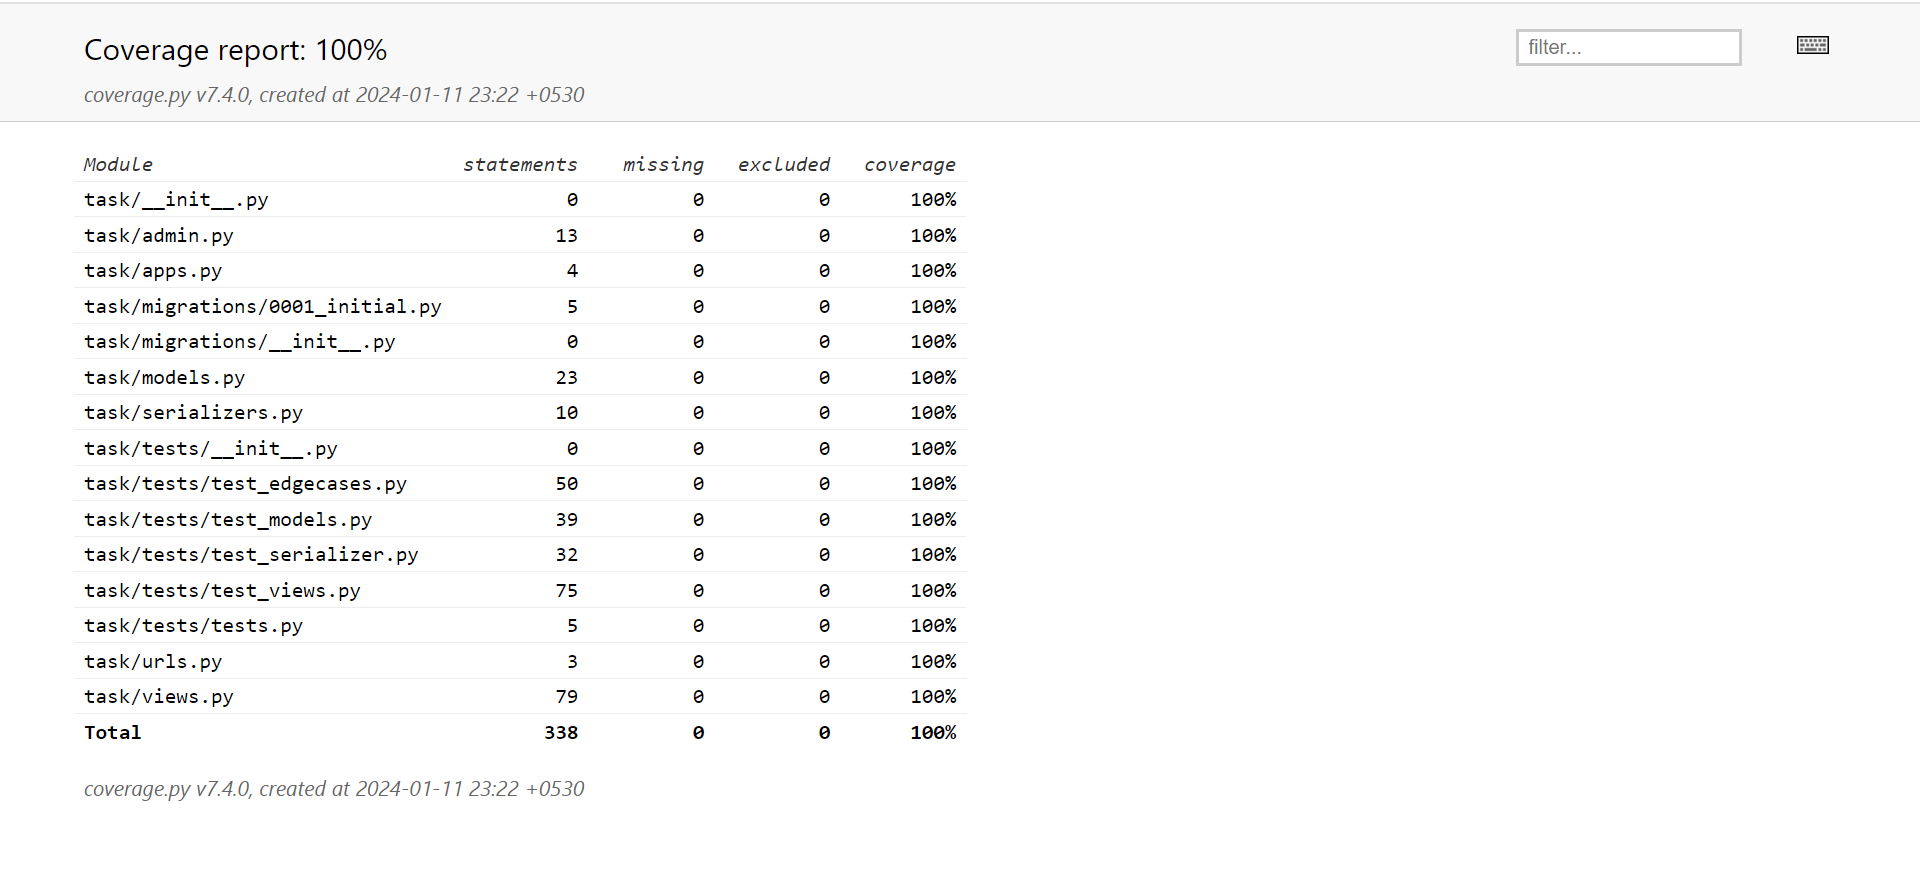 Coverage report: 100%
filter...
coverage.py v7.4.0, created at 2024-01-11 23:22 +0530
Module statements missing excluded coverage
task/__init__.py 0 0 0 100%
task/admin.py 13 0 0 100%
task/apps.py 4 0 0 100%
task/migrations/0001_initial.py 5 0 0 100%
task/migrations/__init__.py 0 0 0 100%
task/models.py 23 0 0 100%
task/serializers.py 10 0 0 100%
task/tests/__init__.py 0 0 0 100%
task/tests/test_edgecases.py 50 0 0 100%
task/tests/test_models.py 39 0 0 100%
task/tests/test_serializer.py 32 0 0 100%
task/tests/test_views.py 75 0 0 100%
task/tests/tests.py 5 0 0 100%
task/urls.py 3 0 0 100%
task/views.py 79 0 0 100%
Total 338 0 0 100%
coverage.py v7.4.0, created at 2024-01-11 23:22 +0530